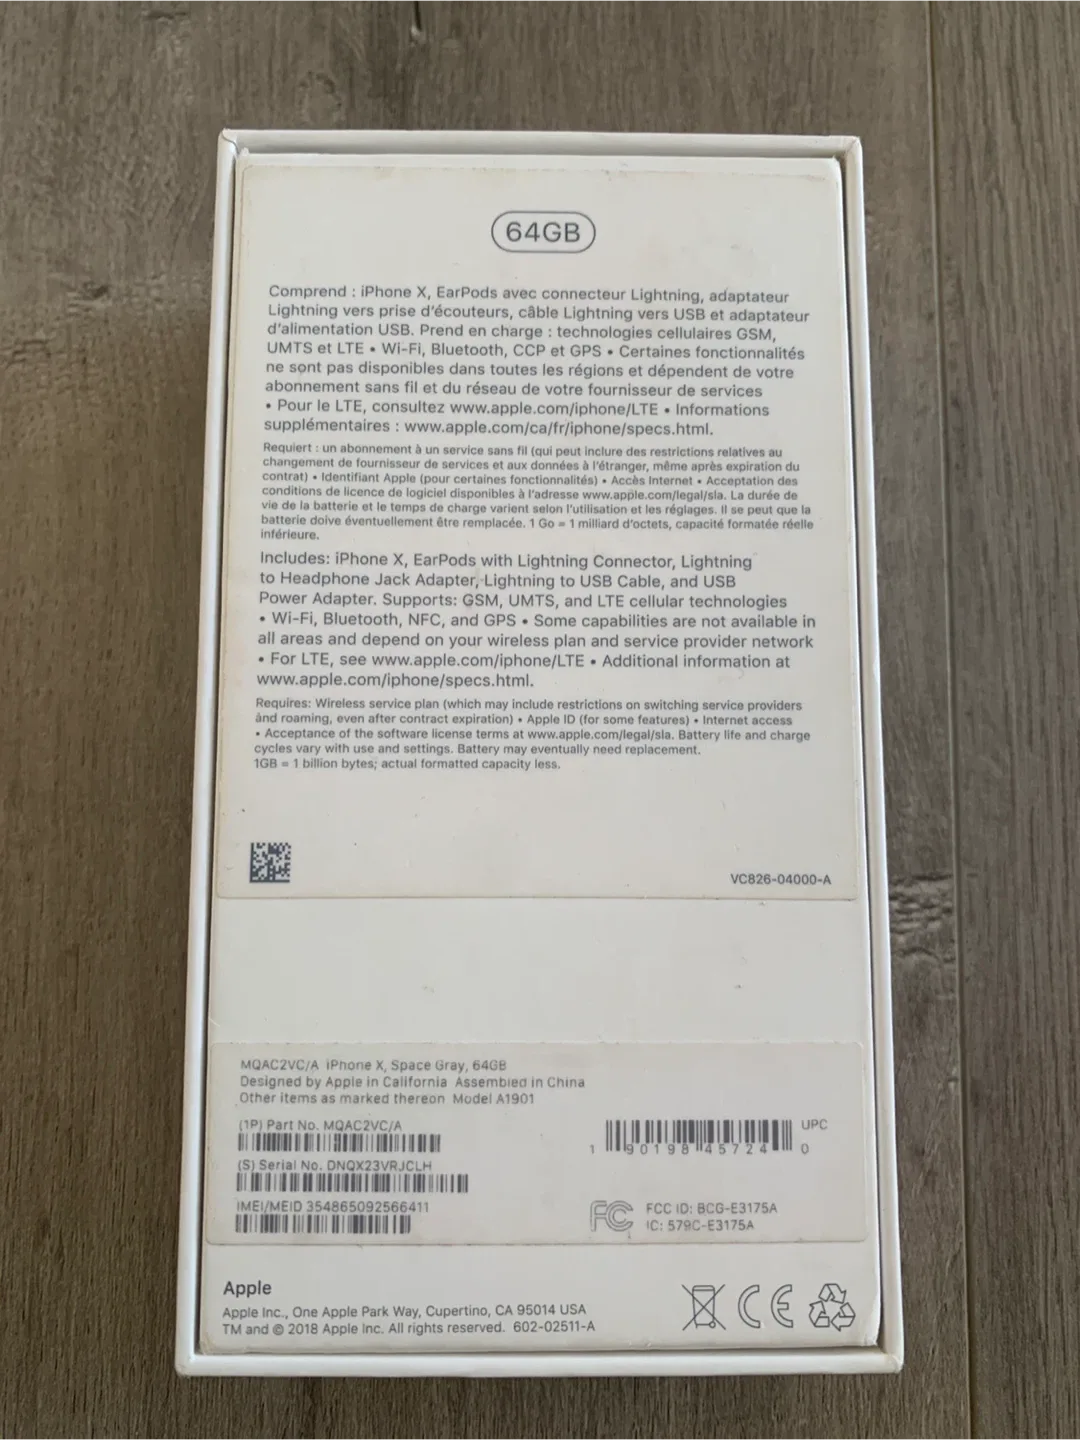 64GB
Comprend : iPhone X, EarPods avec connecteur Lightning, adaptateur
Lightning vers prise d'écouteurs, câble Lightning vers USB et adaptateur
d'alimentation USB. Prend en charge : technologies cellulaires GSM,
UMTS et LTE • Wi-Fi, Bluetooth, CCP et GPS • Certaines fonctionnalités
ne sont pas disponibles dans toutes les régions et dépendent de votre
abonnement sans fil et du réseau de votre fournisseur de services
• Pour le LTE, consultez www.apple.com/iphone/LTE • Informations
supplémentaires : www.apple.com/ca/fr/iphone/specs.html.
Requiert : un abonnement à un service sans fil (qui peut inclure des restrictions relatives au
changement de fournisseur de services et aux données à l'étranger, même après expiration du
contrat) • Identifiant Apple (pour certaines fonctionnalités) • Accès Internet • Acceptation des
conditions de licence de logiciel disponibles à l'adresse www.apple.com/legal/sla. La durée de
vie de la batterie et le temps de charge varient selon l'utilisation et les réglages. Il se peut que la
batterie doive éventuellement être remplacée. 1 Go = 1 milliard d'octets, capacité formatée réelle
inférieure.
Includes: iPhone X, EarPods with Lightning Connector, Lightning
to Headphone Jack Adapter, Lightning to USB Cable, and USB
Power Adapter. Supports: GSM, UMTS, and LTE cellular technologies
• Wi-Fi, Bluetooth, NFC, and GPS • Some capabilities are not available in
all areas and depend on your wireless plan and service provider network
• For LTE, see www.apple.com/iphone/LTE • Additional information at
www.apple.com/iphone/specs.html.
Requires: Wireless service plan (which may include restrictions on switching service providers
and roaming, even after contract expiration) • Apple ID (for some features) • Internet access
• Acceptance of the software license terms at www.apple.com/legal/sla. Battery life and charge
cycles vary with use and settings. Battery may eventually need replacement.
1GB = 1 billion bytes; actual formatted capacity less.
VC826-04000-A
MQAC2VC/A iPhone X, Space Gray, 64GB
Designed by Apple in California Assembled in China
Other items as marked thereon Model A1901
(1P) Part No. MQAC2VC/A
(S) Serial No. DNQX23VRJCLH
IMEI/MEID 354865092566411
UPC
1 90198 45724 0
FC
FCC ID: BCG-E3175A
IC: 579C-E3175A
Apple
Apple Inc., One Apple Park Way, Cupertino, CA 95014 USA
TM and © 2018 Apple Inc. All rights reserved. 602-02511-A
CE